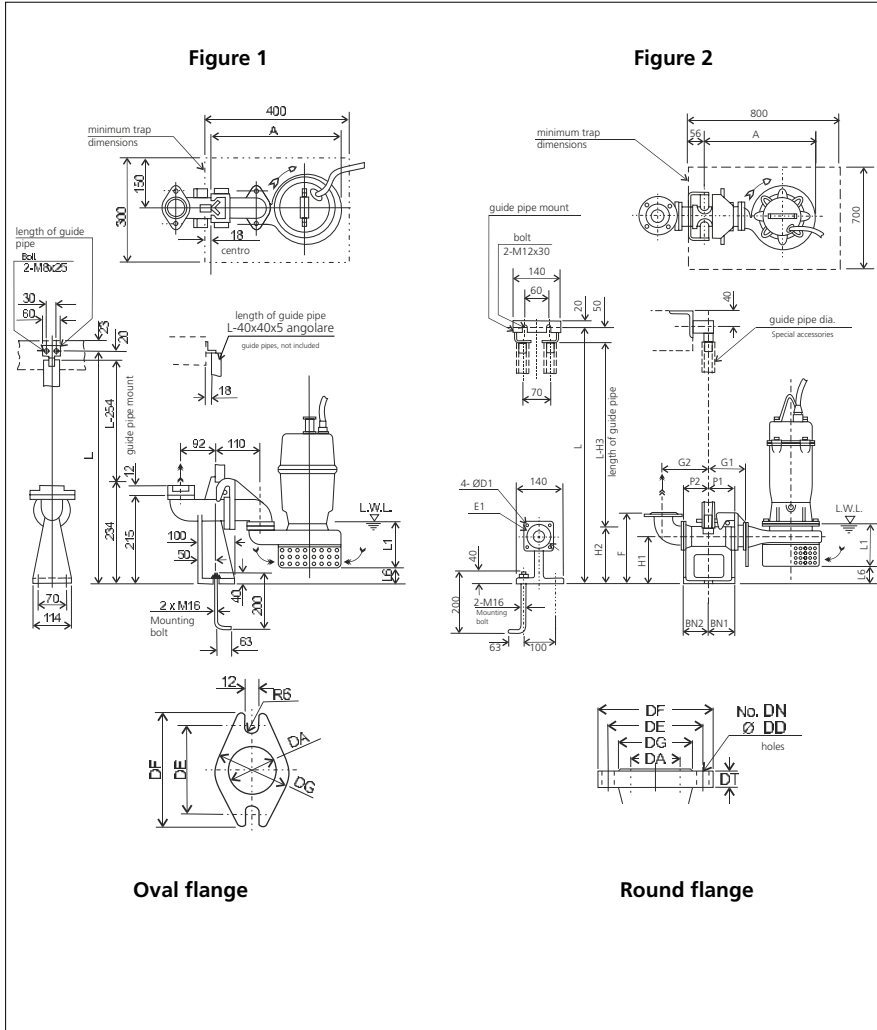 Figure 1
400
A
minimum trap
dimensions
150
300
18
centro
length of guide
pipe
Boll
2-M8x25
30
60
23
20
length of guide pipe
L-40x40x5 angolare
guide pipes, not included
18
L
L-254
guide pipe mount
12
92
110
234
215
L.W.L.
100
50
L1
L6
40
200
70
114
2 x M16
Mounting
bolt
63
12
R6
DF
DE
DA
DG
Oval flange
Figure 2
800
56
A
minimum trap
dimensions
700
guide pipe mount
bolt
2-M12x30
140
60
20
50
40
guide pipe dia.
Special accessories
70
L
L-H3
length of guide pipe
G2
G1
P2
P1
4- ØD1
140
E1
L.W.L.
F
H1
H2
L1
L6
40
200
2-M16
Mounting
bolt
63
100
BN2
BN1
DF
DE
DG
DA
No. DN
Ø DD
holes
DT
Round flange